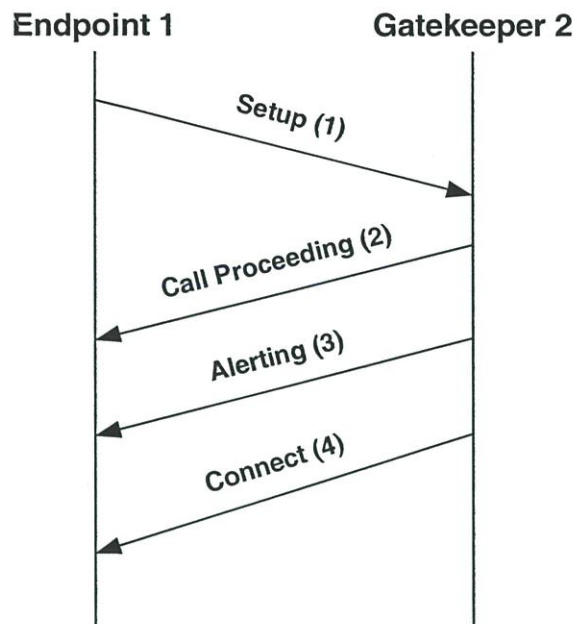 Endpoint 1
Gatekeeper 2
Setup (1)
Call Proceeding (2)
Alerting (3)
Connect (4)